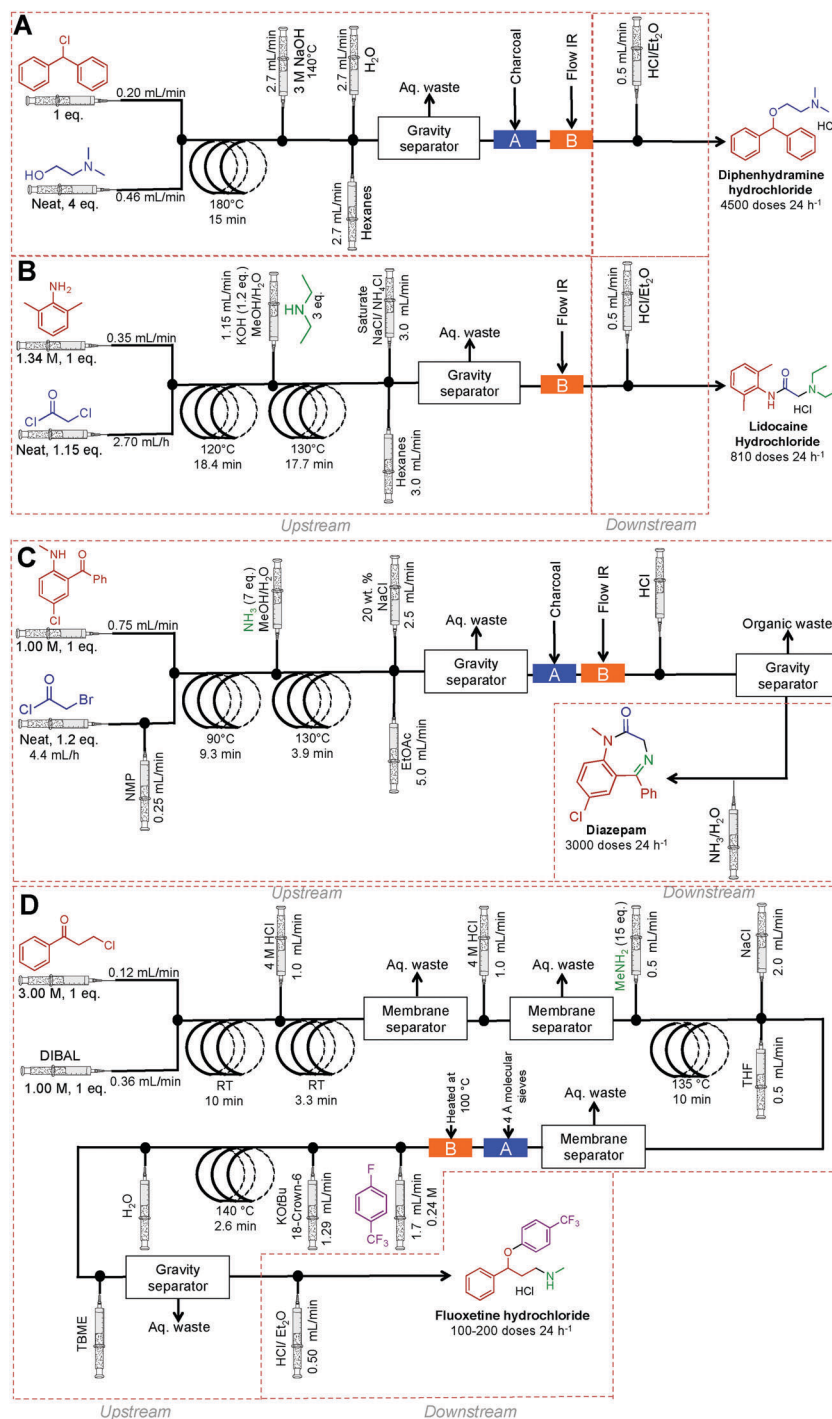 A
Cl
1 eq.
0.20 mL/min
HO
N
Neat, 4 eq.
0.46 mL/min
180°C
15 min
2.7 mL/min
3 M NaOH
140°C
2.7 mL/min
H2O
2.7 mL/min
Hexanes
Aq. waste
Gravity
separator
Charcoal
A
Flow IR
B
0.5 mL/min
HCl/Et2O
O
N
HCl
Diphenhydramine
hydrochloride
4500 doses 24 h-1
B
NH2
1.34 M, 1 eq.
0.35 mL/min
O
Cl
Cl
Neat, 1.15 eq.
2.70 mL/h
120°C
18.4 min
1.15 mL/min
KOH (1.2 eq.)
MeOH/H2O
HN
3 eq.
130°C
17.7 min
Saturate
NaCl/ NH4Cl
3.0 mL/min
Hexanes
3.0 mL/min
Aq. waste
Gravity
separator
Flow IR
B
0.5 mL/min
HCl/Et2O
O
N
N
H
HCl
Lidocaine
Hydrochloride
810 doses 24 h-1
Upstream
Downstream
C
NH
O
Ph
Cl
1.00 M, 1 eq.
0.75 mL/min
O
Cl
Br
Neat, 1.2 eq.
4.4 mL/h
NMP
0.25 mL/min
90°C
9.3 min
NH3 (7 eq.)
MeOH/H2O
130°C
3.9 min
20 wt. %
NaCl
2.5 mL/min
EtOAc
5.0 mL/min
Aq. waste
Gravity
separator
Charcoal
A
Flow IR
B
HCl
Organic waste
Gravity
separator
NH3/H2O
O
N
N
Ph
Cl
Diazepam
3000 doses 24 h-1
Upstream
Downstream
D
O
Cl
3.00 M, 1 eq.
0.12 mL/min
DIBAL
1.00 M, 1 eq.
0.36 mL/min
RT
10 min
4 M HCl
1.0 mL/min
RT
3.3 min
Aq. waste
Membrane
separator
4 M HCl
1.0 mL/min
Aq. waste
Membrane
separator
MeNH2 (15 eq.)
0.5 mL/min
135 °C
10 min
NaCl
2.0 mL/min
THF
0.5 mL/min
Aq. waste
Membrane
separator
4 A molecular
sieves
A
Heated at
100 °C
B
F
CF3
1.7 mL/min
0.24 M
KOtBu
18-Crown-6
1.29 mL/min
140 °C
2.6 min
H2O
TBME
Gravity
separator
Aq. waste
HCl/ Et2O
0.50 mL/min
CF3
O
N
H
HCl
Fluoxetine hydrochloride
100-200 doses 24 h-1
Upstream
Downstream